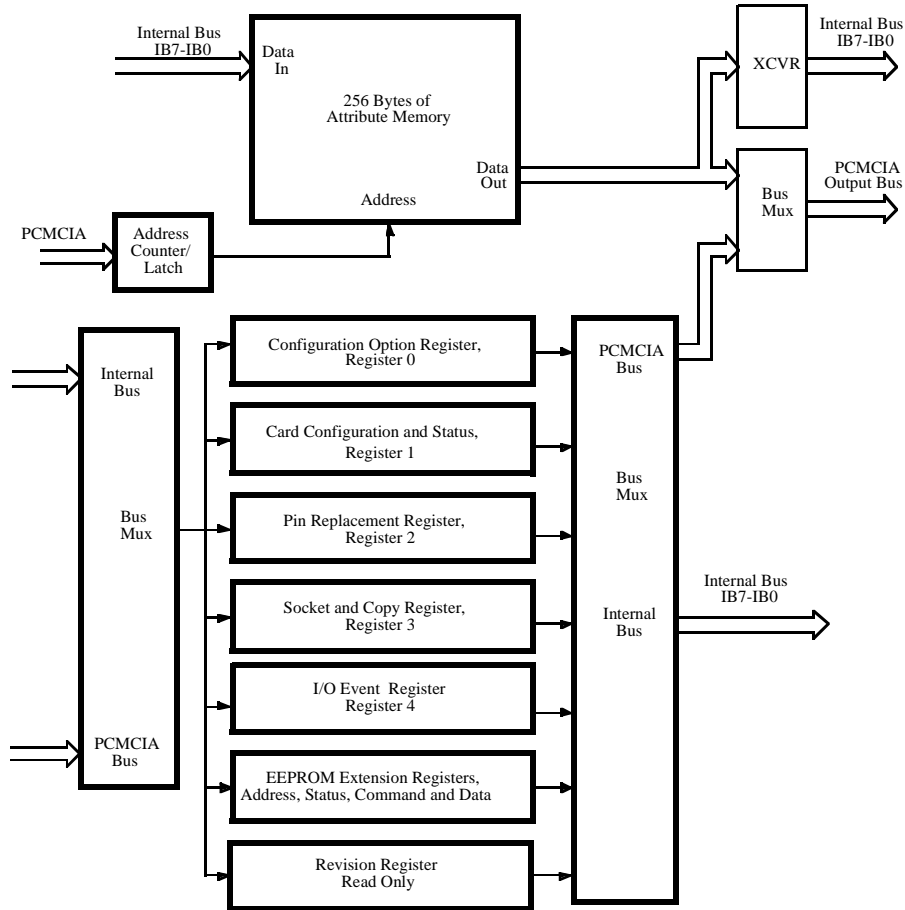 Internal Bus
IB7-IB0
Data
In
256 Bytes of
Attribute Memory
Data
Out
Address
XCVR
Internal Bus
IB7-IB0
Bus
Mux
PCMCIA
Output Bus
PCMCIA
Address
Counter/
Latch
Internal
Bus
Bus
Mux
PCMCIA
Bus
Configuration Option Register,
Register 0
Card Configuration and Status,
Register 1
Pin Replacement Register,
Register 2
Socket and Copy Register,
Register 3
I/O Event Register
Register 4
EEPROM Extension Registers,
Address, Status, Command and Data
Revision Register
Read Only
PCMCIA
Bus
Bus
Mux
Internal
Bus
Internal Bus
IB7-IB0